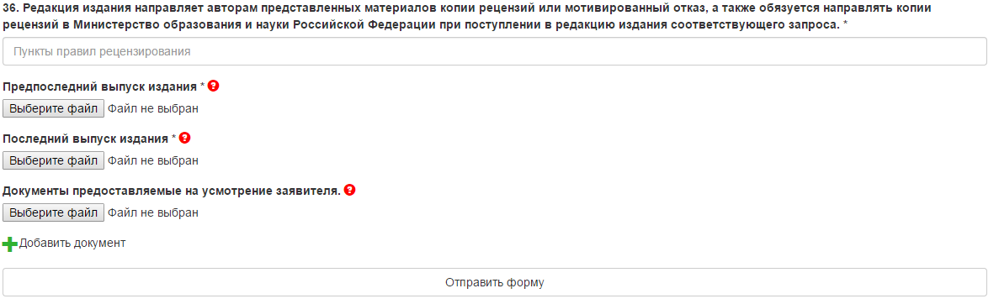 36. Редакция издания направляет авторам представленных материалов копии рецензий или мотивированный отказ, а также обязуется направлять копии
рецензий в Министерство образования и науки Российской Федерации при поступлении в редакцию издания соответствующего запроса. *
Пункты правил рецензирования
Предпоследний выпуск издания * ?
Выберите файл Файл не выбран
Последний выпуск издания * ?
Выберите файл Файл не выбран
Документы предоставляемые на усмотрение заявителя. ?
Выберите файл Файл не выбран
Добавить документ
Отправить форму